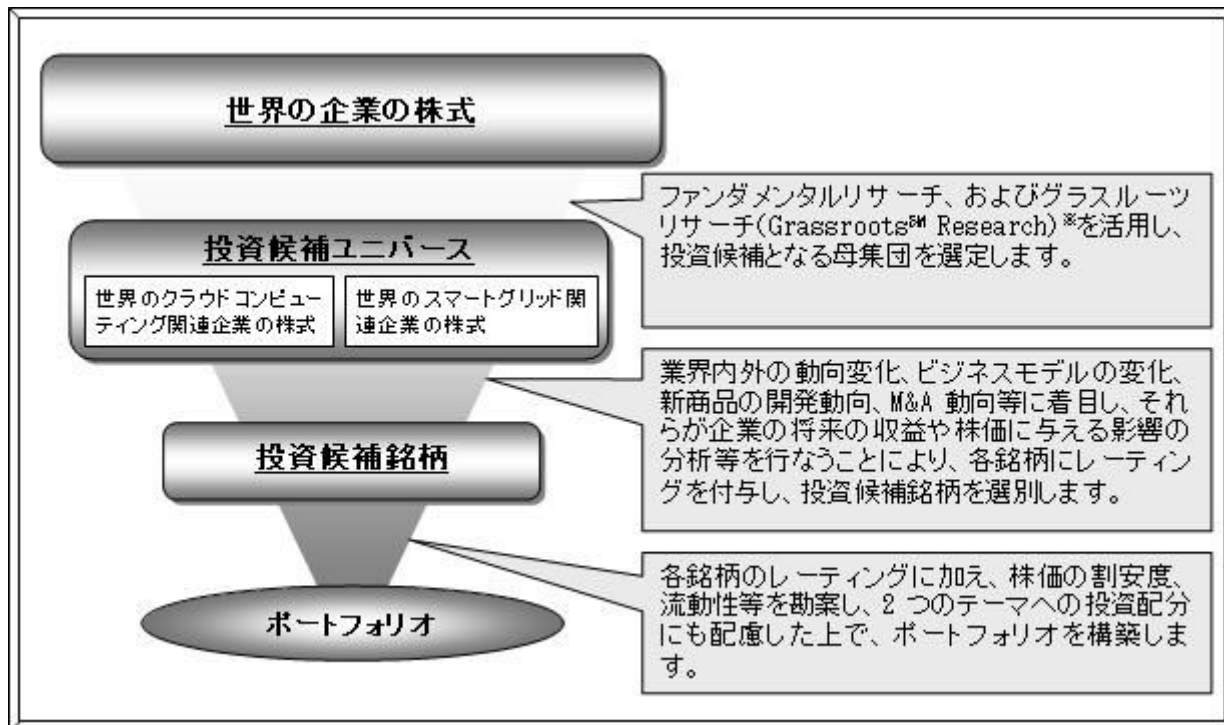 世界の企業の株式
ファンダメンタルリサーチ、およびグラスルーツ
リサーチ(Grassroots℠ Research)※を活用し、
投資候補となる母集団を選定します。
投資候補ユニバース
世界のクラウドコンピュー
ティング関連企業の株式
世界のスマートグリッド関
連企業の株式
業界内外の動向変化、ビジネスモデルの変化、
新商品の開発動向、M&A 動向等に着目し、それ
らが企業の将来の収益や株価に与える影響の
分析等を行なうことにより、各銘柄にレーティン
グを付与し、投資候補銘柄を選別します。
投資候補銘柄
各銘柄のレーティングに加え、株価の割安度、
流動性等を勘案し、2 つのテーマへの投資配分
にも配慮した上で、ポートフォリオを構築しま
す。
ポートフォリオ